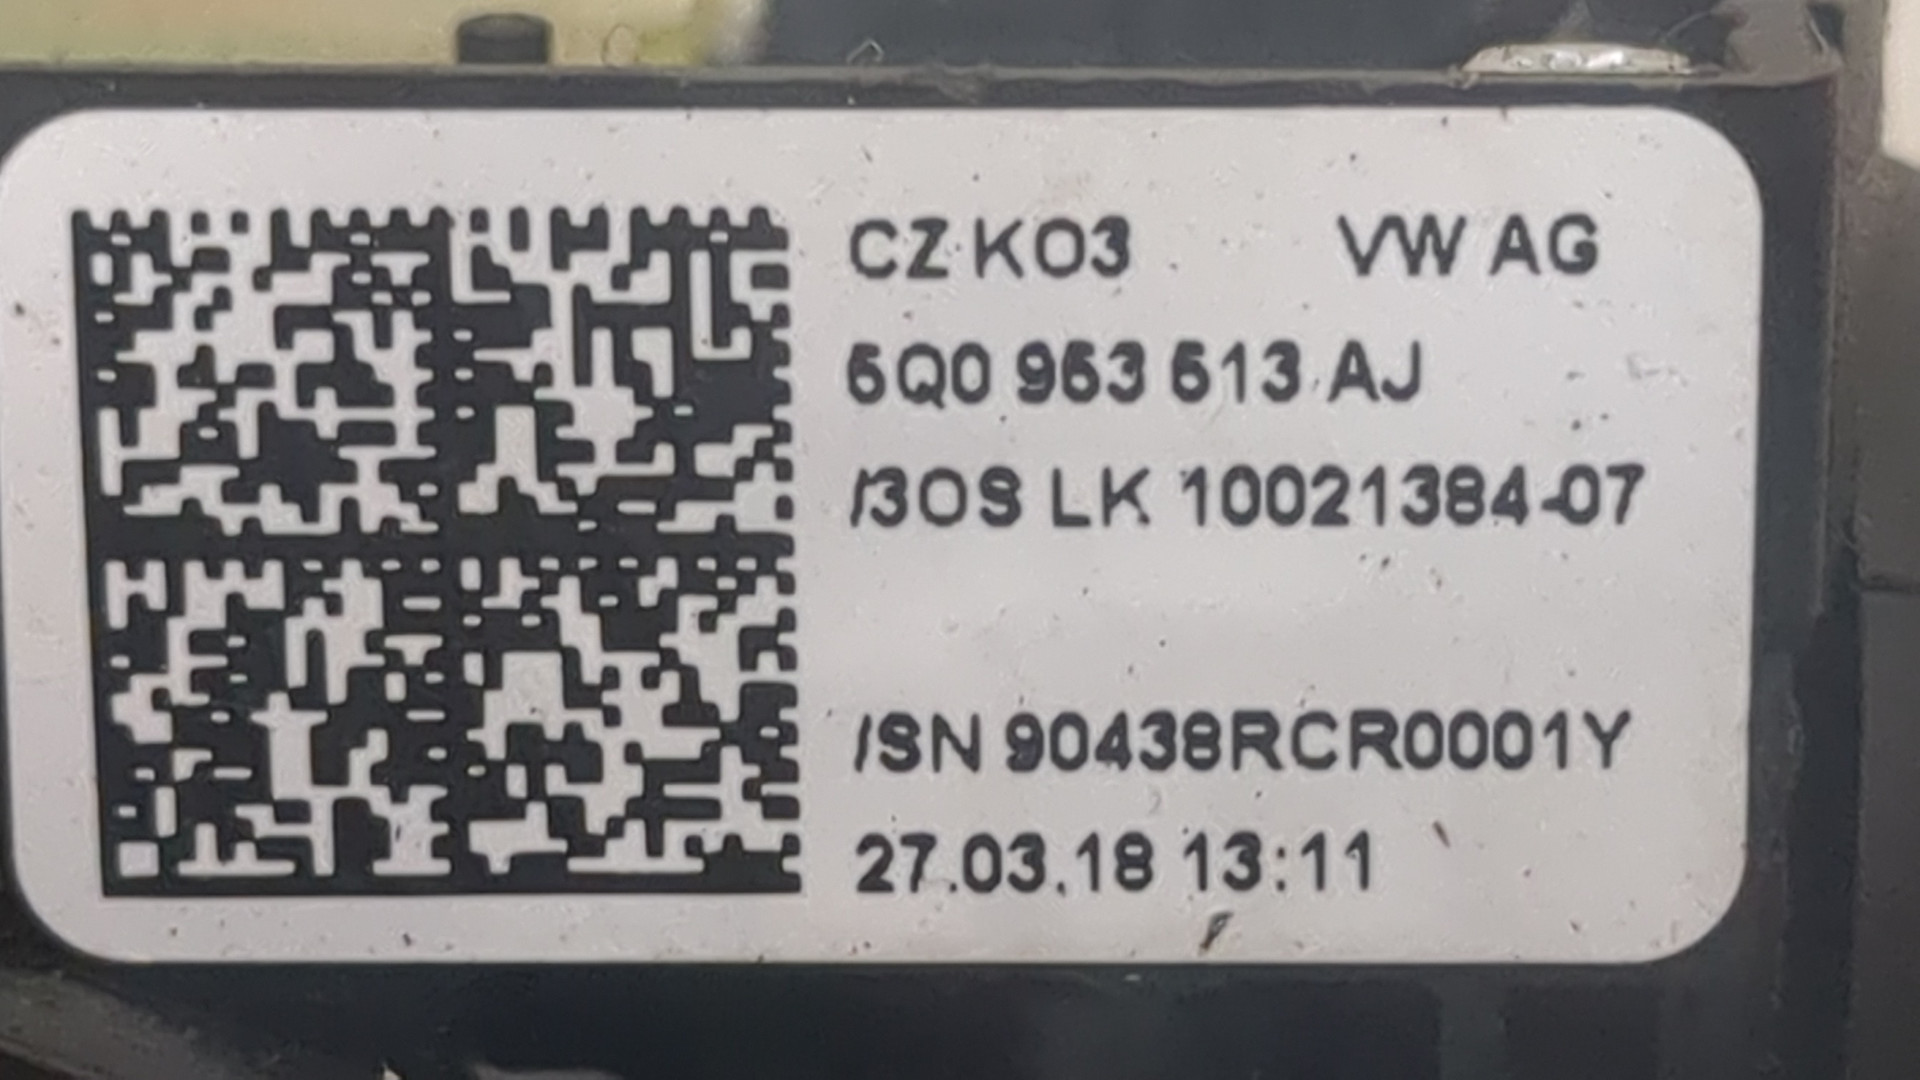 CZ KO3 VW AG
5Q0 953 513 AJ
/3OS LK 10021384-07
/SN 90438RCR0001Y
27.03.18 13:11